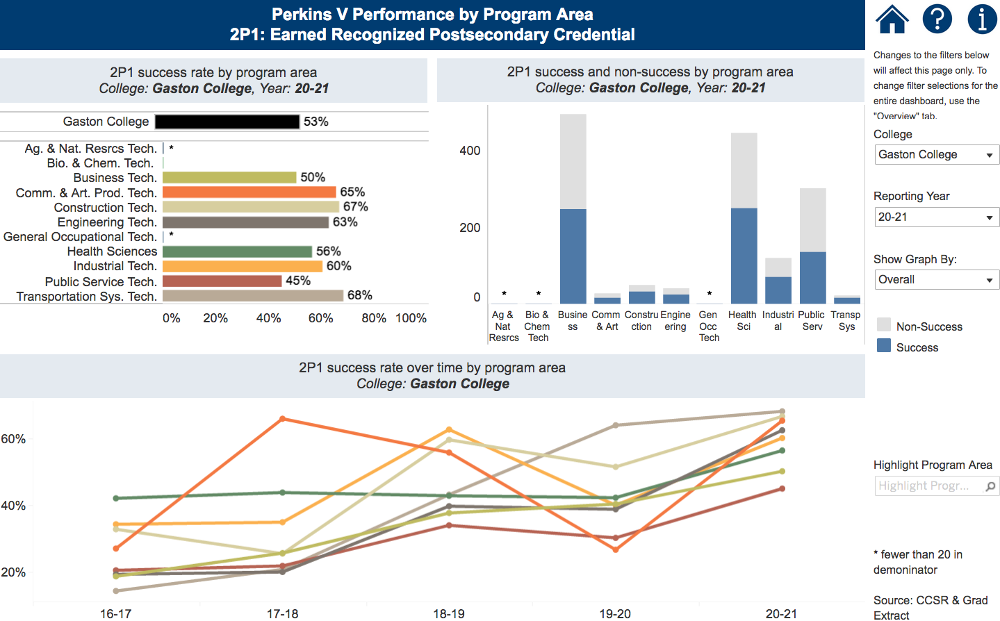 Perkins V Performance by Program Area
2P1: Earned Recognized Postsecondary Credential
Changes to the filters below
will affect this page only. To
change filter selections for the
entire dashboard, use the
"Overview" tab.
College
Gaston College
Reporting Year
20-21
Show Graph By:
Overall
Non-Success
Success
Highlight Program Area
Highlight Progr...
* fewer than 20 in
demoninator
Source: CCSR & Grad
Extract
2P1 success rate by program area
College: Gaston College, Year: 20-21
Gaston College 53%
Ag. & Nat. Resrcs Tech. *
Bio. & Chem. Tech.
Business Tech. 50%
Comm. & Art. Prod. Tech. 65%
Construction Tech. 67%
Engineering Tech. 63%
General Occupational Tech. *
Health Sciences 56%
Industrial Tech. 60%
Public Service Tech. 45%
Transportation Sys. Tech. 68%
0% 20% 40% 60% 80% 100%
2P1 success and non-success by program area
College: Gaston College, Year: 20-21
400
200
0
* * *
Ag & Bio & Busine Comm Constru Engine Gen Health Industri Public Transp
Nat Chem ss & Art ction ering Occ Sci al Serv Sys
Resrcs Tech Tech
2P1 success rate over time by program area
College: Gaston College
60%
40%
20%
16-17 17-18 18-19 19-20 20-21